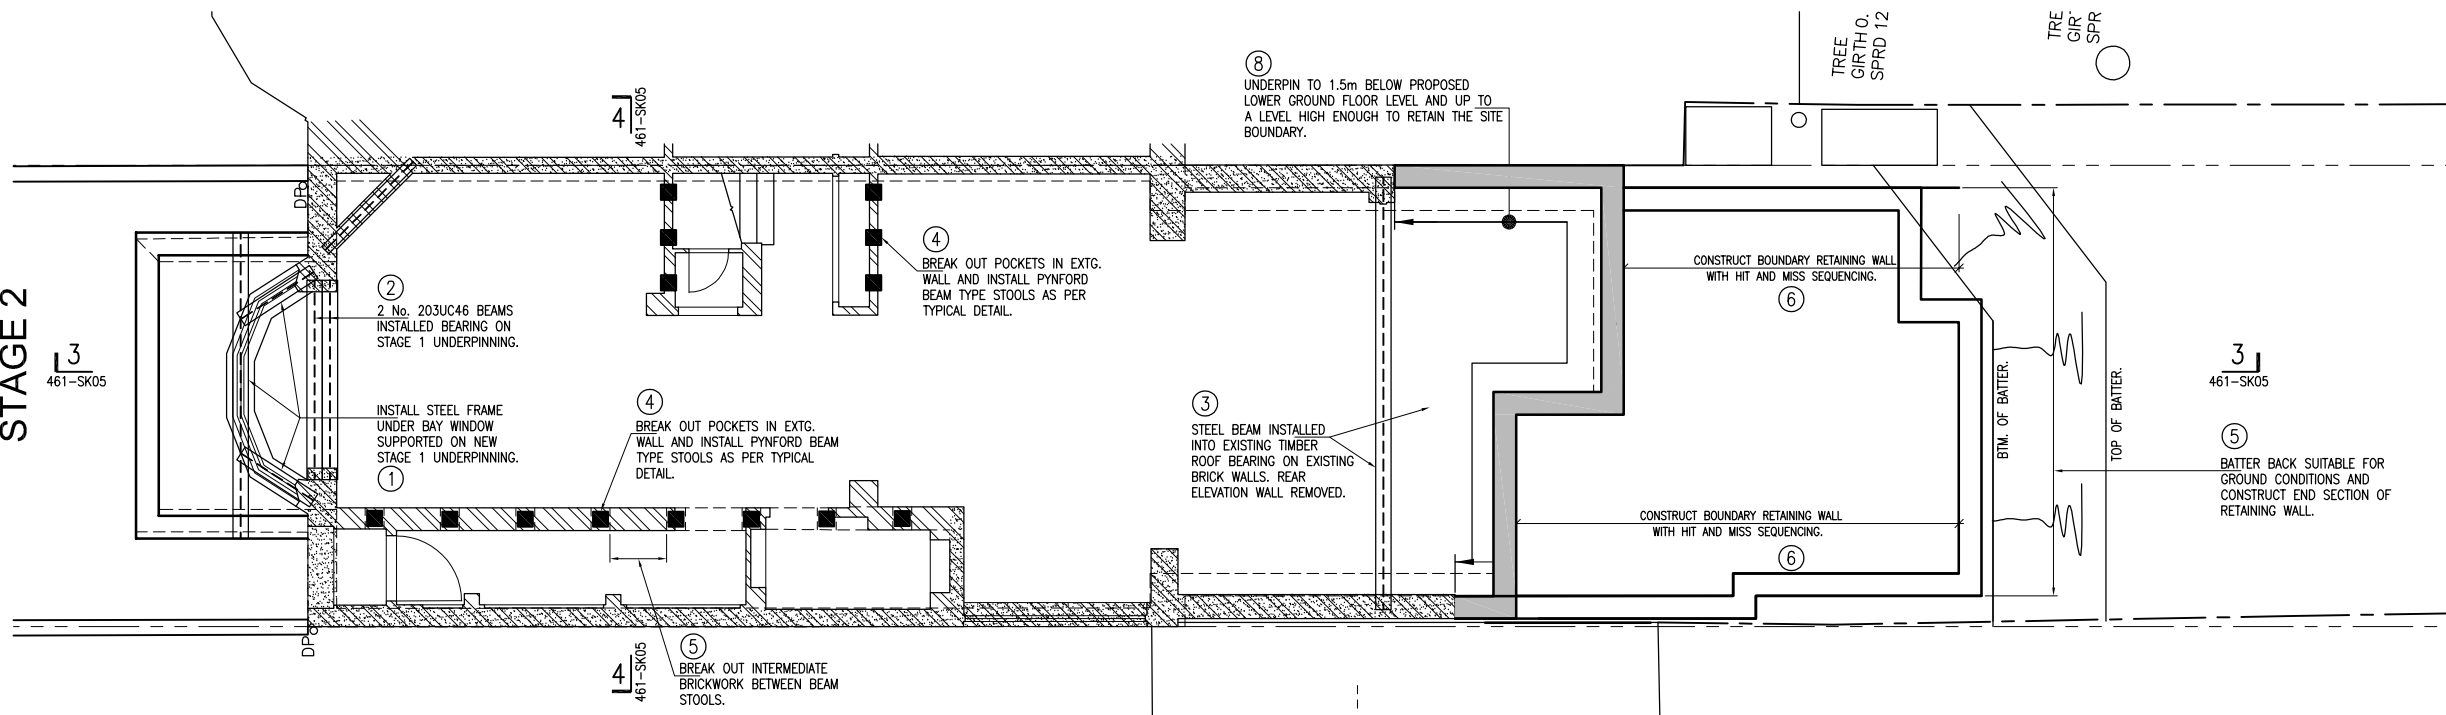 STAGE 2
3
461-SK05
DP
DP
4
461-SK05
2
2 No. 203UC46 BEAMS
INSTALLED BEARING ON
STAGE 1 UNDERPINNING.
INSTALL STEEL FRAME
UNDER BAY WINDOW
SUPPORTED ON NEW
STAGE 1 UNDERPINNING.
1
4
BREAK OUT POCKETS IN EXTG.
WALL AND INSTALL PYNFORD BEAM
TYPE STOOLS AS PER TYPICAL
DETAIL.
4
BREAK OUT POCKETS IN EXTG.
WALL AND INSTALL PYNFORD
BEAM TYPE STOOLS AS PER
TYPICAL DETAIL.
5
BREAK OUT INTERMEDIATE
BRICKWORK BETWEEN BEAM
STOOLS.
4
461-SK05
8
UNDERPIN TO 1.5m BELOW PROPOSED
LOWER GROUND FLOOR LEVEL AND UP TO
A LEVEL HIGH ENOUGH TO RETAIN THE SITE
BOUNDARY.
3
STEEL BEAM INSTALLED
INTO EXISTING TIMBER
ROOF BEARING ON EXISTING
BRICK WALLS. REAR
ELEVATION WALL REMOVED.
CONSTRUCT BOUNDARY RETAINING WALL
WITH HIT AND MISS SEQUENCING.
6
CONSTRUCT BOUNDARY RETAINING WALL
WITH HIT AND MISS SEQUENCING.
6
TREE
GIRTH 0.
SPRD 12
TRE
GIR
SPR
BTM. OF BATTER.
TOP OF BATTER.
3
461-SK05
5
BATTER BACK SUITABLE FOR
GROUND CONDITIONS AND
CONSTRUCT END SECTION OF
RETAINING WALL.